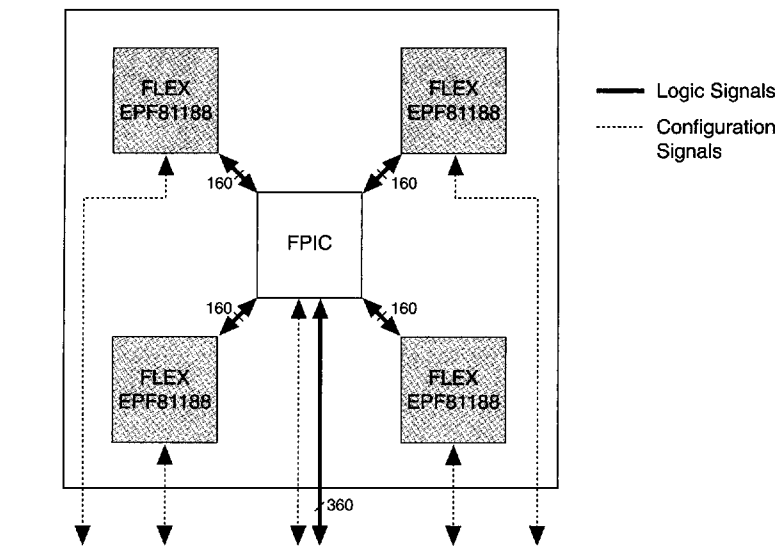 FLEX
EPF81188
FLEX
EPF81188
Logic Signals
Configuration
Signals
160
160
FPIC
160
160
FLEX
EPF81188
FLEX
EPF81188
360